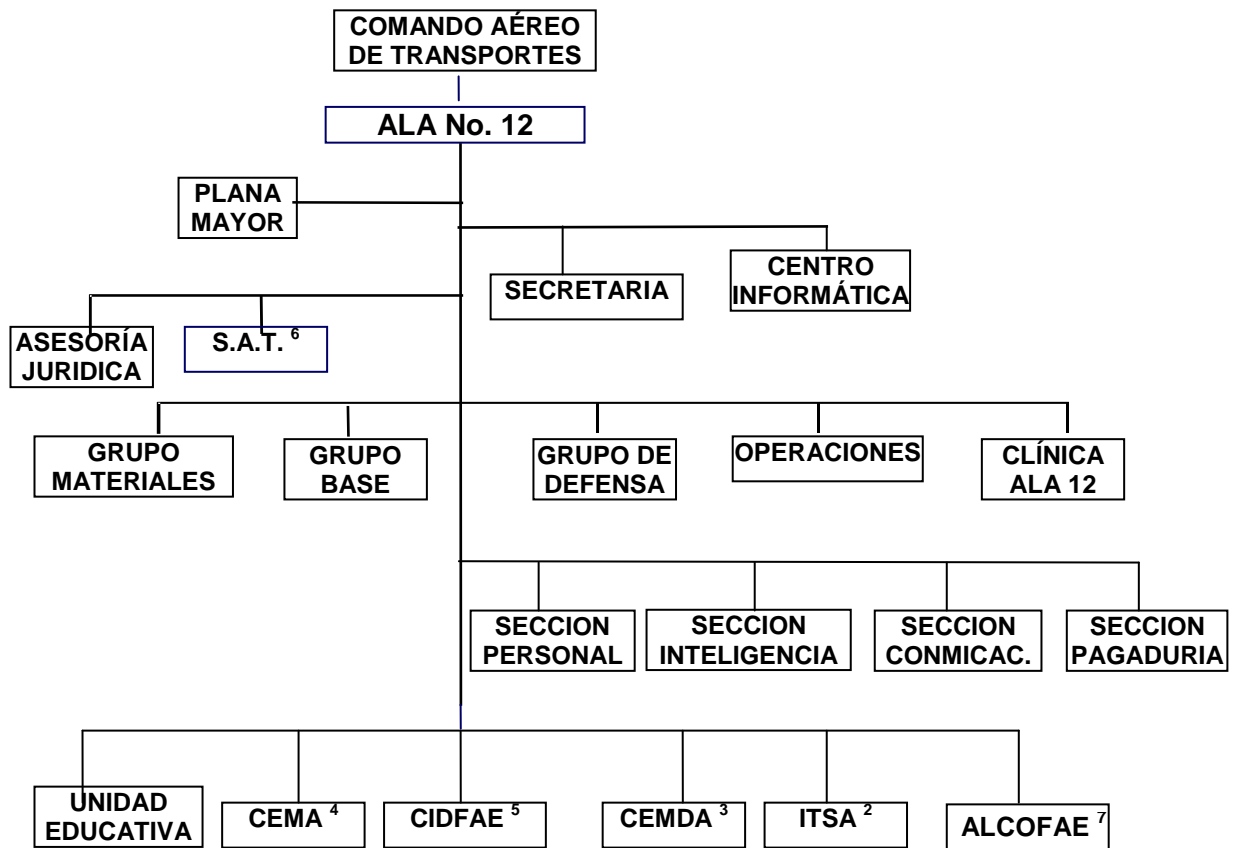 COMANDO AÉREO
DE TRANSPORTES
ALA No. 12
PLANA
MAYOR
SECRETARIA
CENTRO
INFORMÁTICA
ASESORÍA
JURIDICA
S.A.T. 6
GRUPO
MATERIALES
GRUPO
BASE
GRUPO DE
DEFENSA
OPERACIONES
CLÍNICA
ALA 12
SECCION
PERSONAL
SECCION
INTELIGENCIA
SECCION
CONMICAC.
SECCION
PAGADURIA
UNIDAD
EDUCATIVA
CEMA 4
CIDFAE 5
CEMDA 3
ITSA 2
ALCOFAE 7